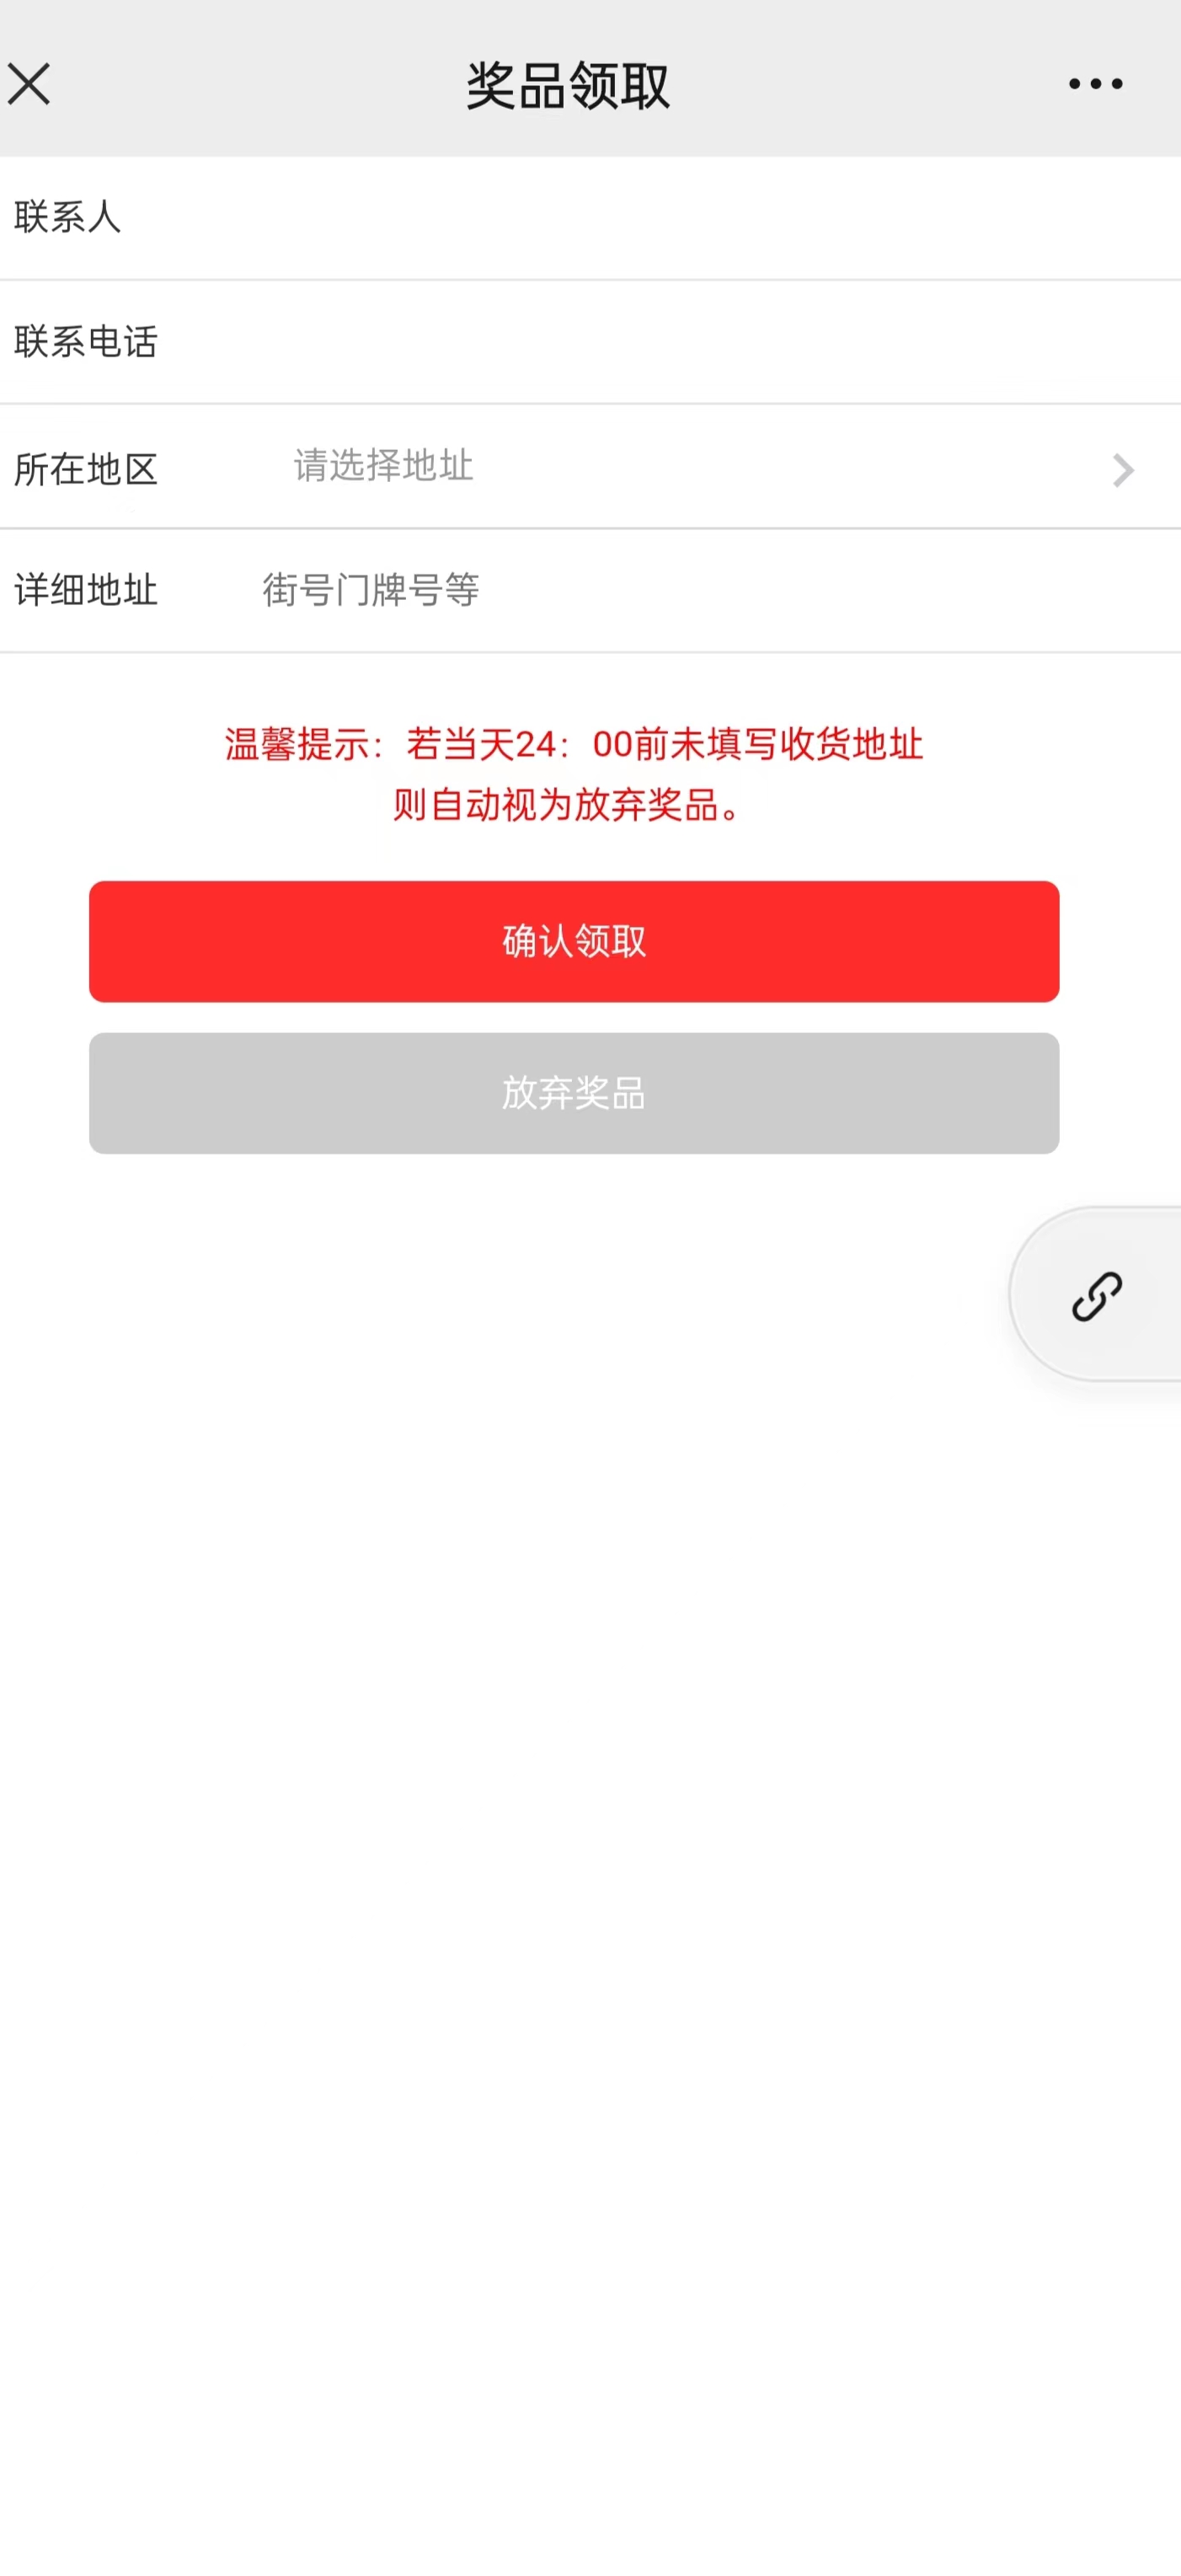 奖品领取
联系人
联系电话
所在地区 请选择地址
详细地址 街号门牌号等
温馨提示：若当天24：00前未填写收货地址
则自动视为放弃奖品。
确认领取
放弃奖品